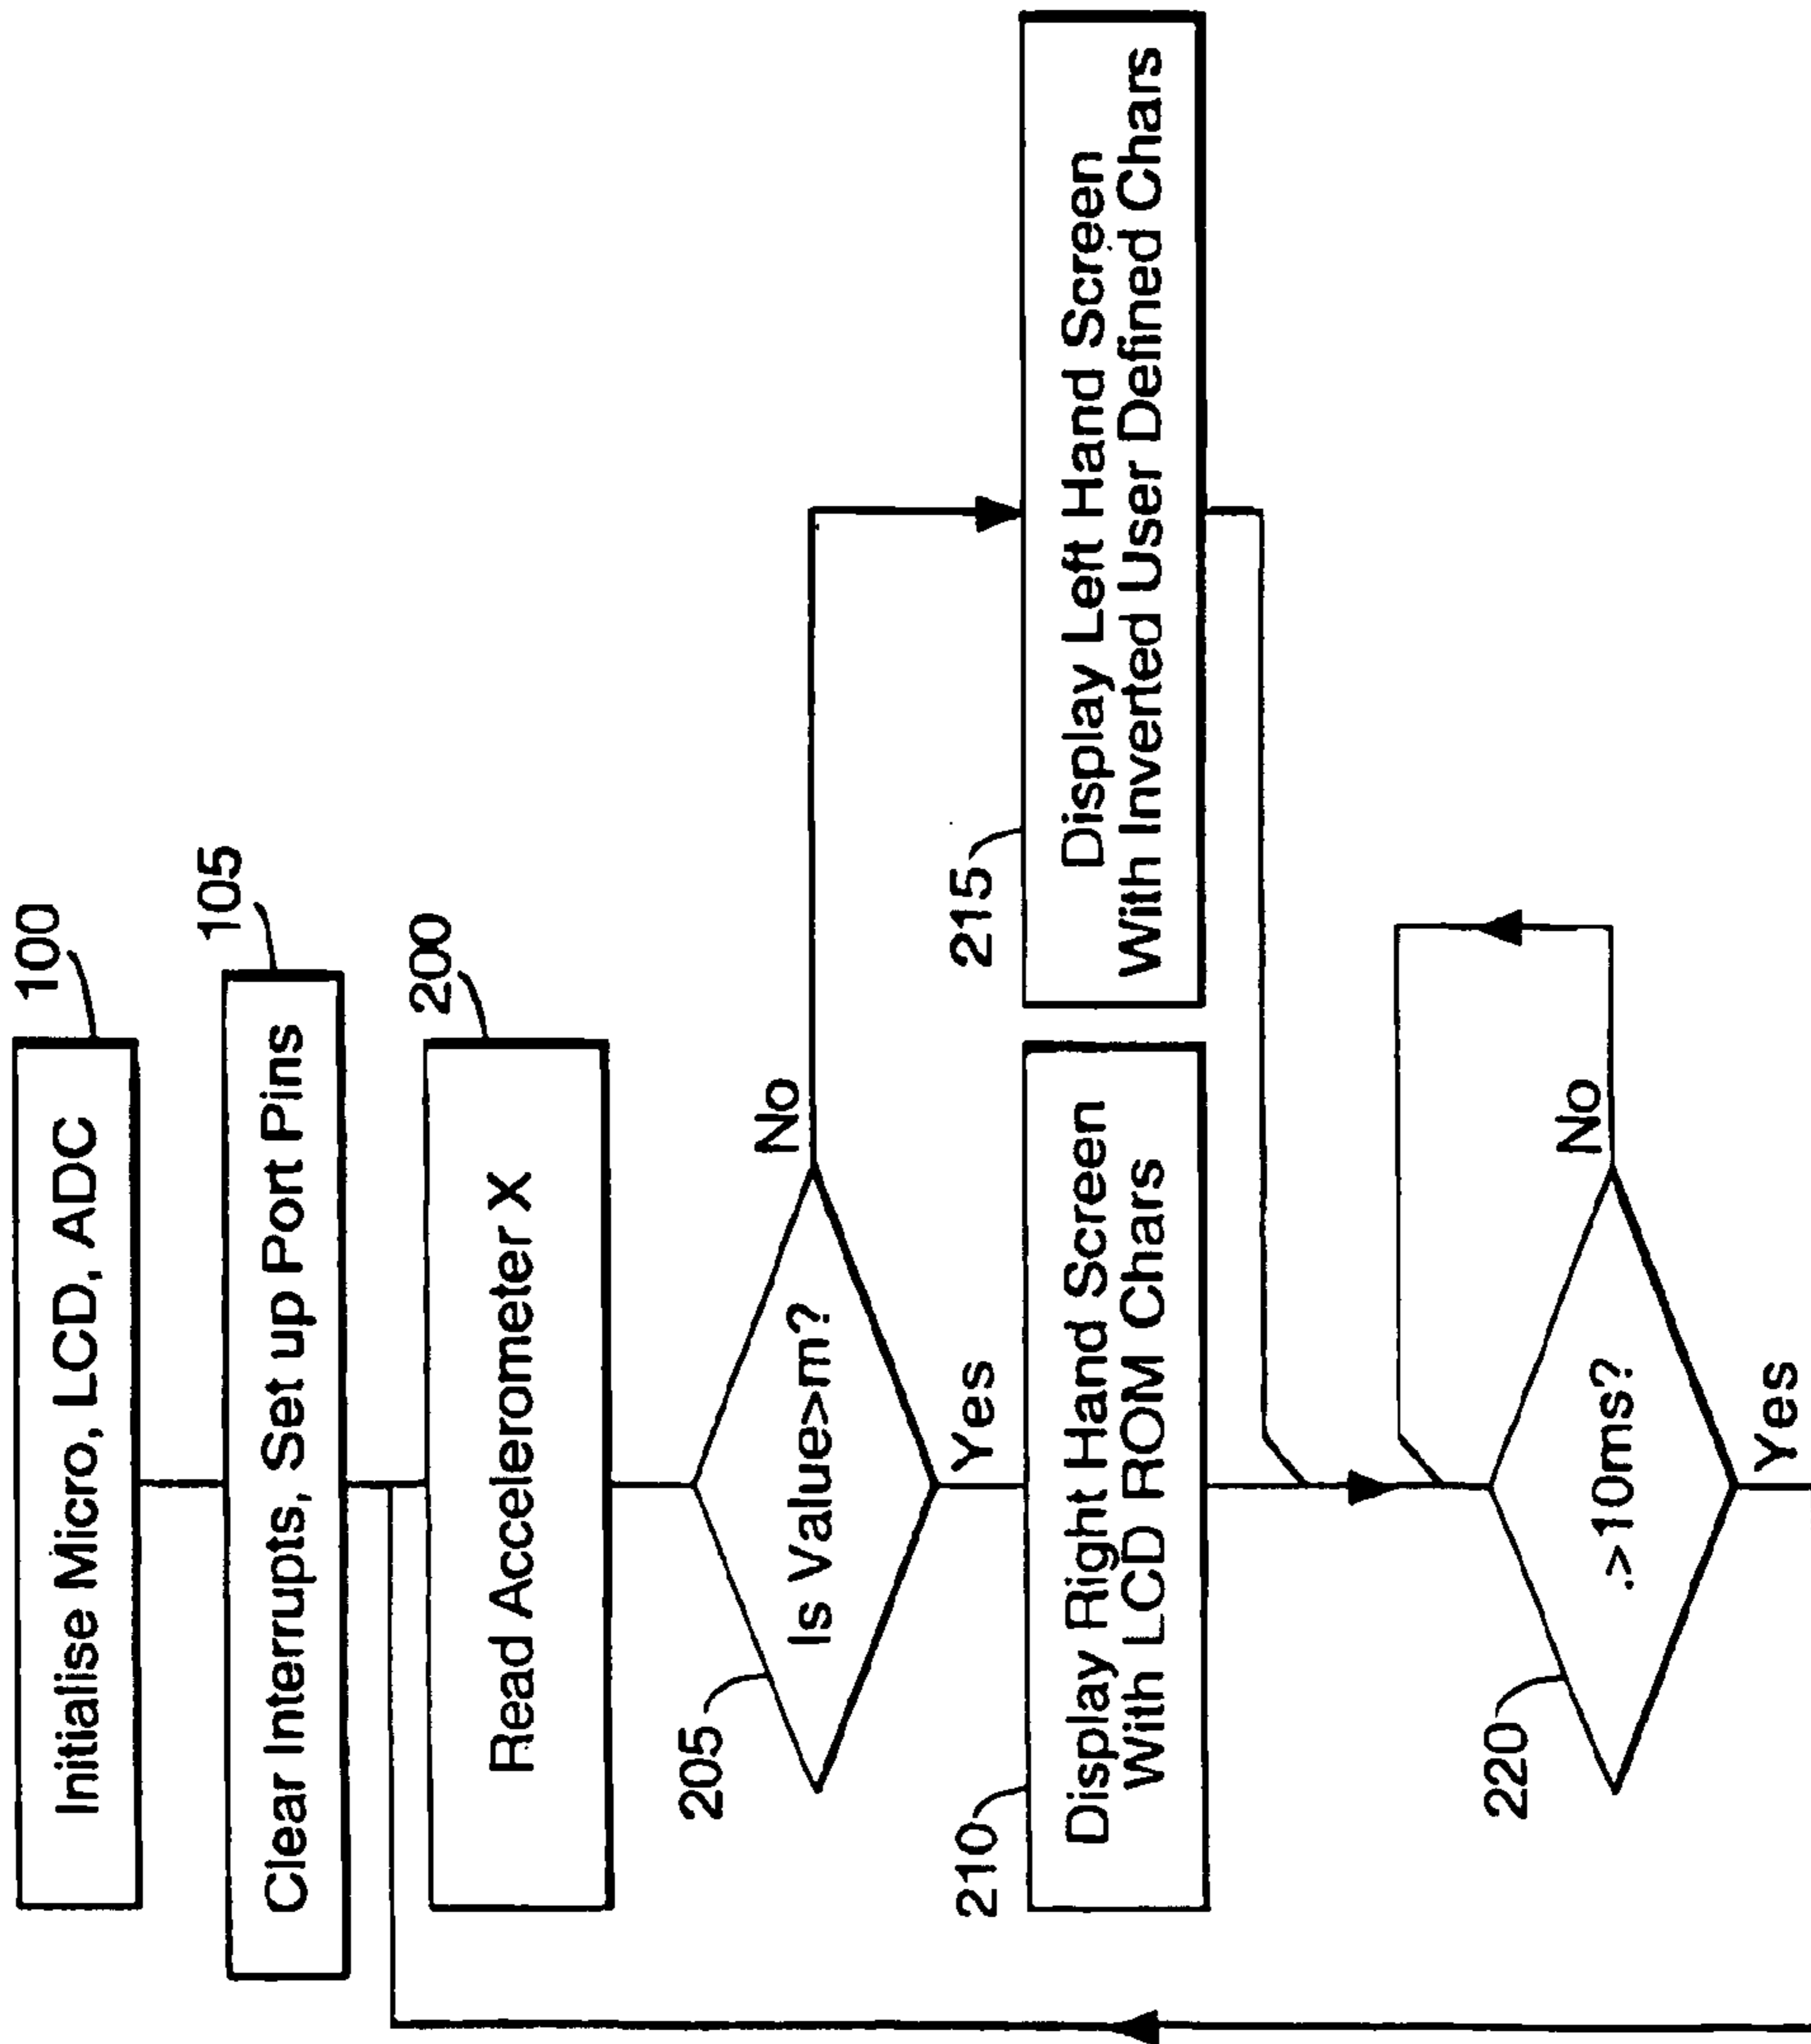 100
Initialise Micro, LCD, ADC
105
Clear Interrupts, Set up Port Pins
200
Read Accelerometer X
205
Is Value>m?
No
Yes
210
Display Right Hand Screen
With LCD ROM Chars
215
Display Left Hand Screen
With Inverted User Defined Chars
220
.>10ms?
No
Yes